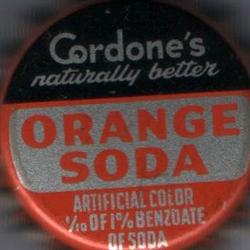 Cordone's
naturally better
ORANGE
SODA
ARTIFICIAL COLOR
1/10 OF 1% BENZOATE
OF SODA